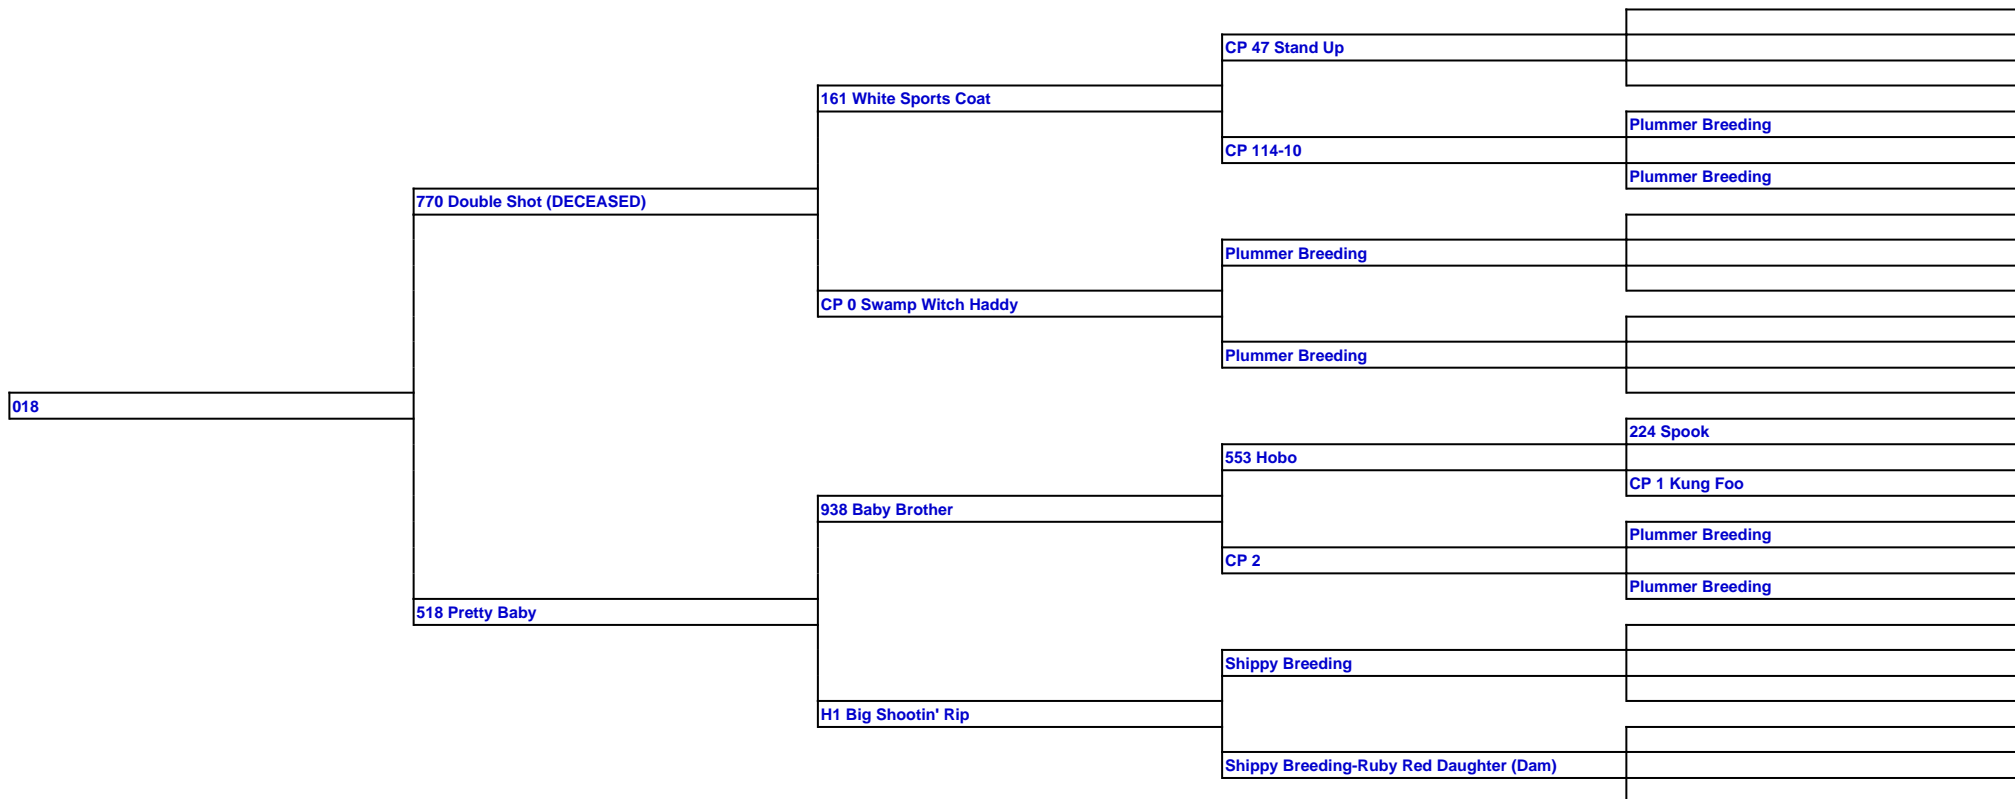 CP 47 Stand Up
161 White Sports Coat
Plummer Breeding
CP 114-10
Plummer Breeding
770 Double Shot (DECEASED)
Plummer Breeding
CP 0 Swamp Witch Haddy
Plummer Breeding
018
224 Spook
553 Hobo
CP 1 Kung Foo
938 Baby Brother
Plummer Breeding
CP 2
Plummer Breeding
518 Pretty Baby
Shippy Breeding
H1 Big Shootin' Rip
Shippy Breeding-Ruby Red Daughter (Dam)